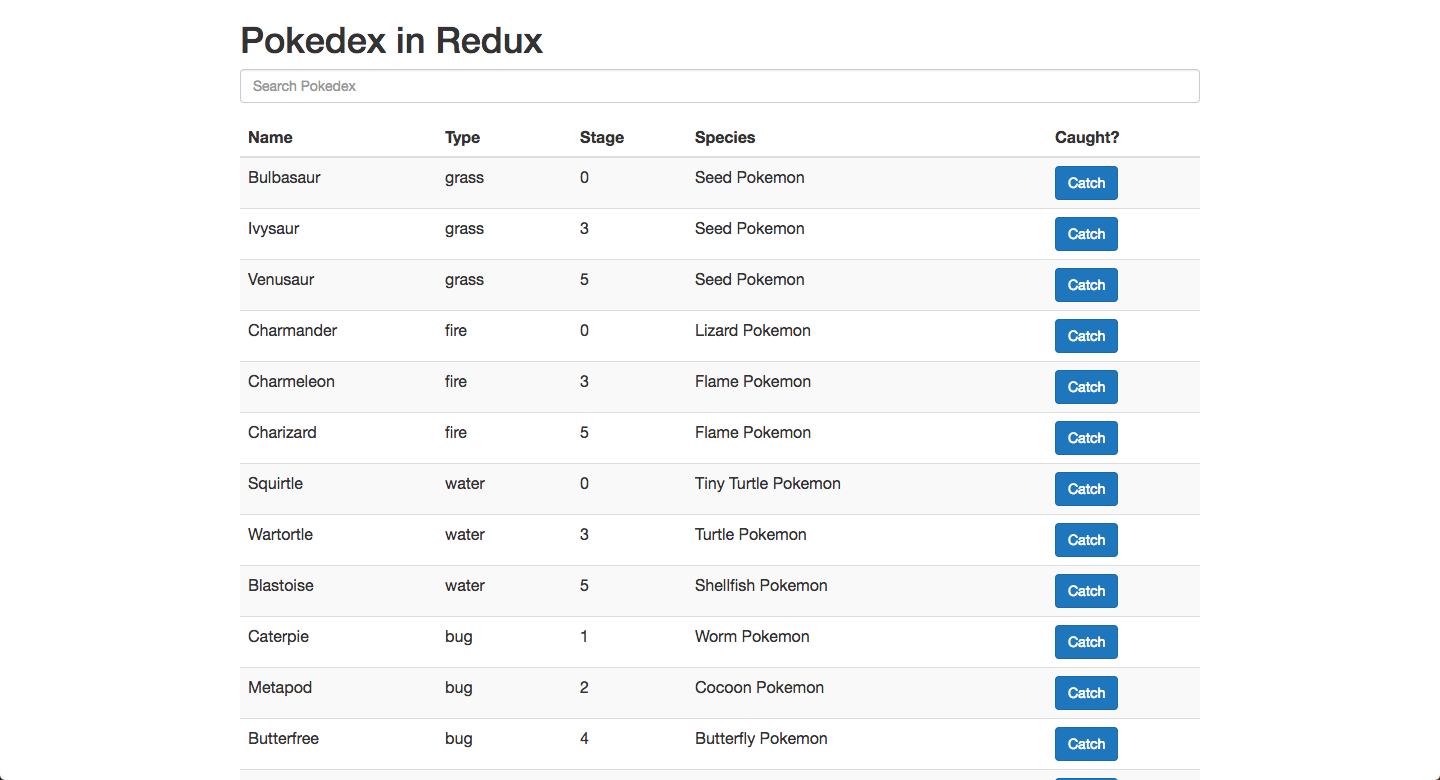 Pokedex in Redux
Search Pokedex
Name Type Stage Species Caught?
Bulbasaur grass 0 Seed Pokemon Catch
Ivysaur grass 3 Seed Pokemon Catch
Venusaur grass 5 Seed Pokemon Catch
Charmander fire 0 Lizard Pokemon Catch
Charmeleon fire 3 Flame Pokemon Catch
Charizard fire 5 Flame Pokemon Catch
Squirtle water 0 Tiny Turtle Pokemon Catch
Wartortle water 3 Turtle Pokemon Catch
Blastoise water 5 Shellfish Pokemon Catch
Caterpie bug 1 Worm Pokemon Catch
Metapod bug 2 Cocoon Pokemon Catch
Butterfree bug 4 Butterfly Pokemon Catch